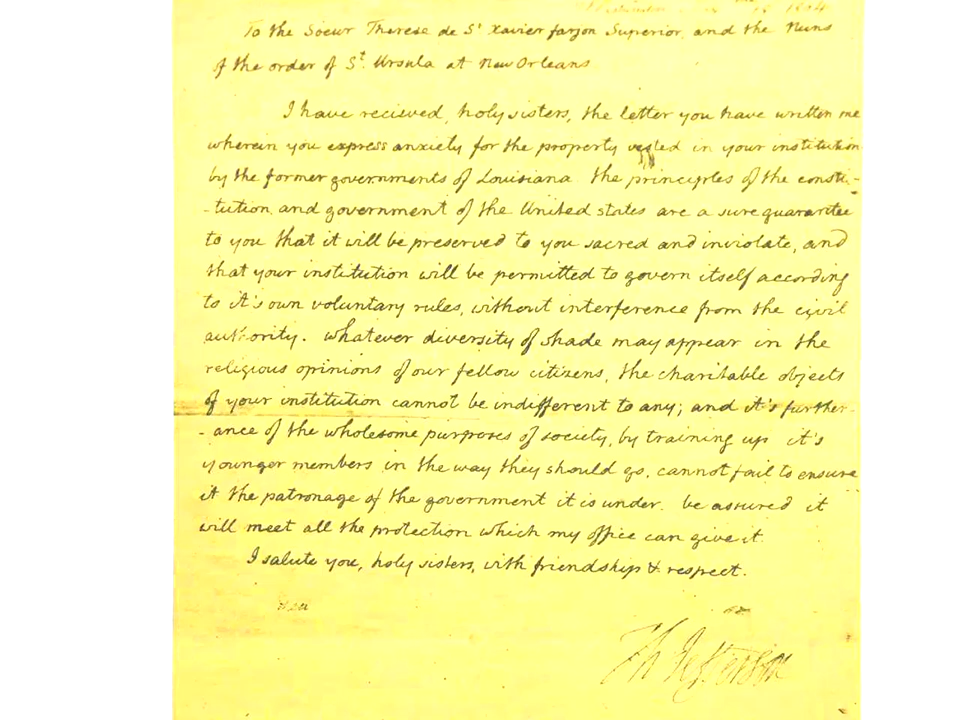 To the Soeur Therese de St Xavier farjon Superior, and the Nuns
of the order of St. Ursula at New Orleans
I have recieved, holy sisters, the letter you have written me
wherein you express anxiety for the property vested in your institution
by the former governments of Louisiana. the principles of the consti-
-tution and government of the United states are a sure guarantee
to you that it will be preserved to you sacred and inviolate, and
that your institution will be permitted to govern itself according
to it's own voluntary rules, without interference from the civil
authority. whatever diversity of shade may appear in the
religious opinions of our fellow citizens, the charitable objects
of your institution cannot be indifferent to any; and it's further-
-ance of the wholesome purposes of society, by training up it's
younger members in the way they should go, cannot fail to ensure
it the patronage of the government it is under. be assured it
will meet all the protection which my office can give it.
I salute you, holy sisters, with friendship & respect.
Th Jefferson